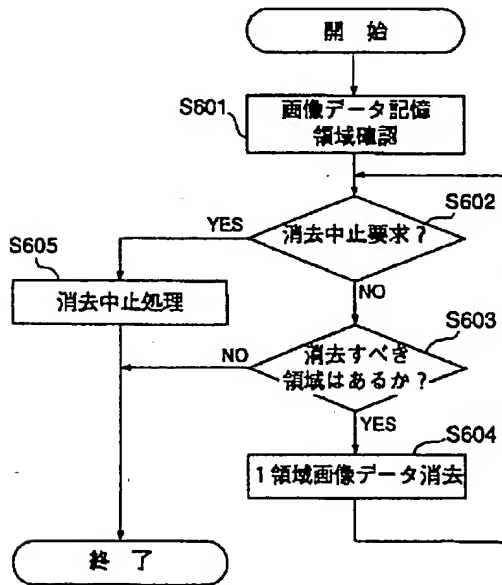 開 始
S601
画像データ記憶
領域確認
S602
消去中止要求？
YES
S605
消去中止処理
NO
S603
消去すべき
領域はあるか？
NO
YES
S604
１領域画像データ消去
終 了